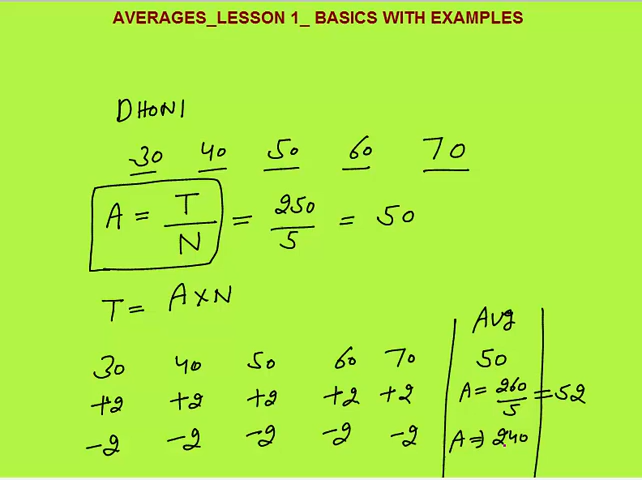 AVERAGES_LESSON 1_ BASICS WITH EXAMPLES
DHONI
30 40 50 60 70
A = T/N = 250/5 = 50
T = A×N
Avg
30 40 50 60 70 50
+2 +2 +2 +2 +2 A = 260/5 = 52
-2 -2 -2 -2 -2 A ⇒ 240